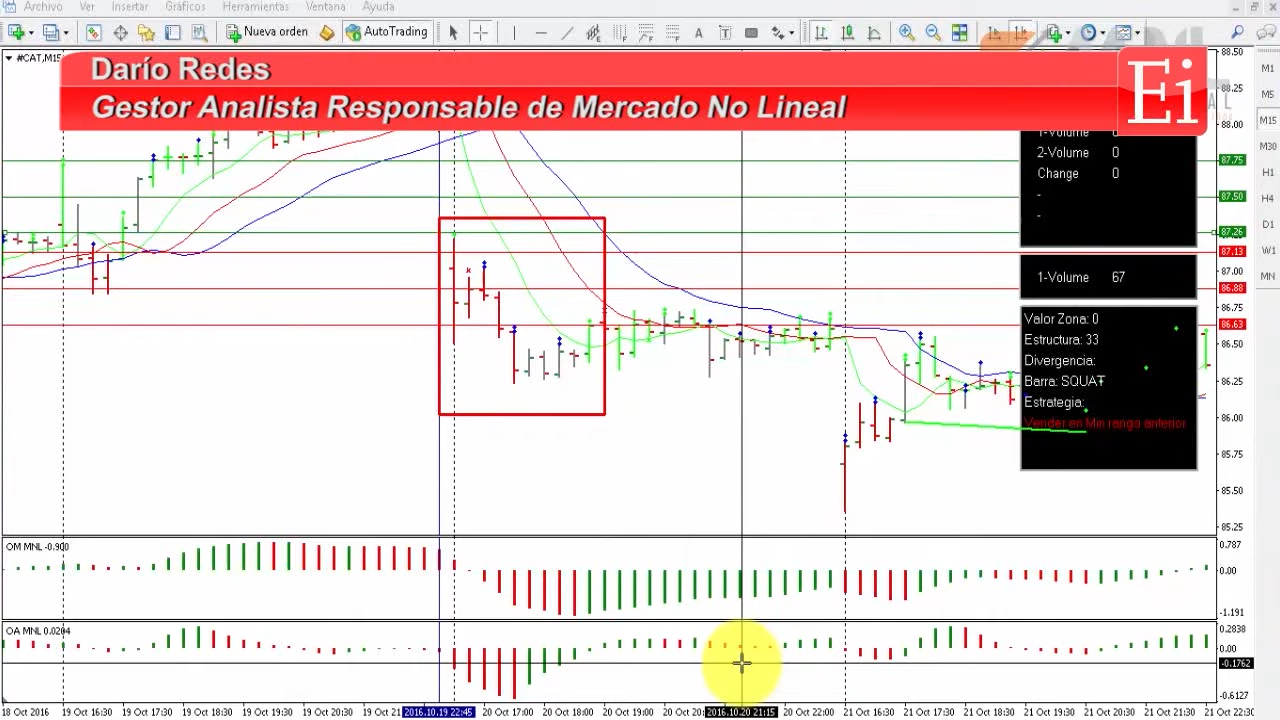 Archivo Ver Insertar Gráficos Herramientas Ventana Ayuda
Nueva orden AutoTrading
#CAT,M15
Darío Redes
Gestor Analista Responsable de Mercado No Lineal
Ei
M1
M5
M15
M30
H1
H4
D1
W1
MN
88.50
88.25
88.00
87.75
87.50
87.26
87.13
87.00
86.88
86.75
86.63
86.50
86.25
86.00
85.75
85.50
85.25
1-Volume 0
2-Volume 0
Change 0
-
-
1-Volume 67
Valor Zona: 0
Estructura: 33
Divergencia:
Barra: SQUAT
Estrategia:
Vender en Min rango anterior
OM MNL -0.900
0.787
0.00
-1.191
OA MNL 0.0204
0.2838
0.00
-0.1762
-0.6127
18 Oct 2016 19 Oct 16:30 19 Oct 17:30 19 Oct 18:30 19 Oct 19:30 19 Oct 20:30 19 Oct 21 2016.10.19 22:45 20 Oct 17:00 20 Oct 18:00 20 Oct 19:00 20 Oct 20: 2016.10.20 21:15 20 Oct 22:00 21 Oct 16:30 21 Oct 17:30 21 Oct 18:30 21 Oct 19:30 21 Oct 20:30 21 Oct 21:30 21 Oct 22:30